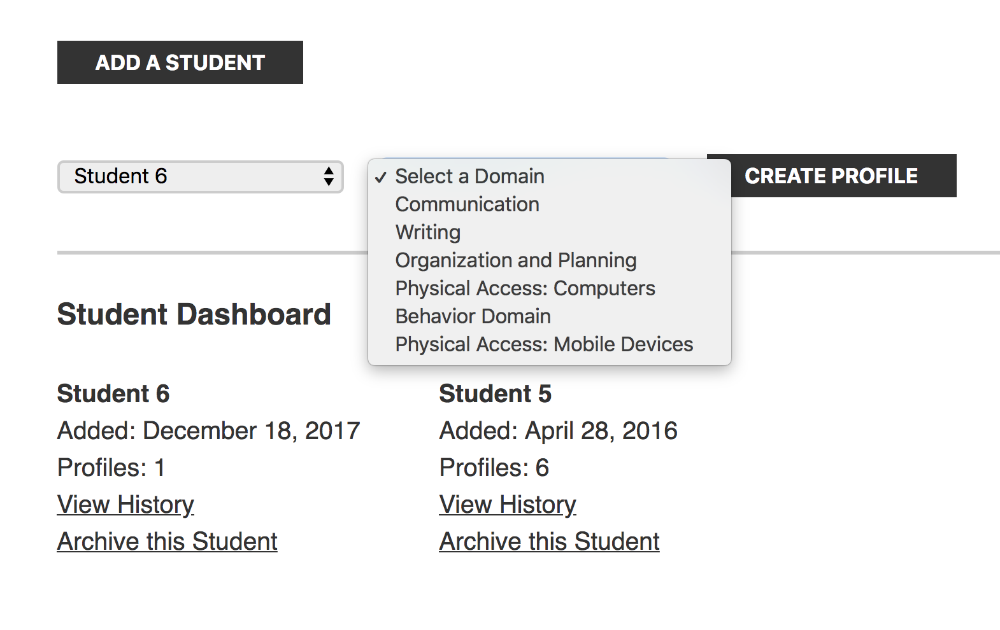 ADD A STUDENT
Student 6
✓ Select a Domain
Communication
Writing
Organization and Planning
Physical Access: Computers
Behavior Domain
Physical Access: Mobile Devices
CREATE PROFILE
Student Dashboard
Student 6
Added: December 18, 2017
Profiles: 1
View History
Archive this Student
Student 5
Added: April 28, 2016
Profiles: 6
View History
Archive this Student